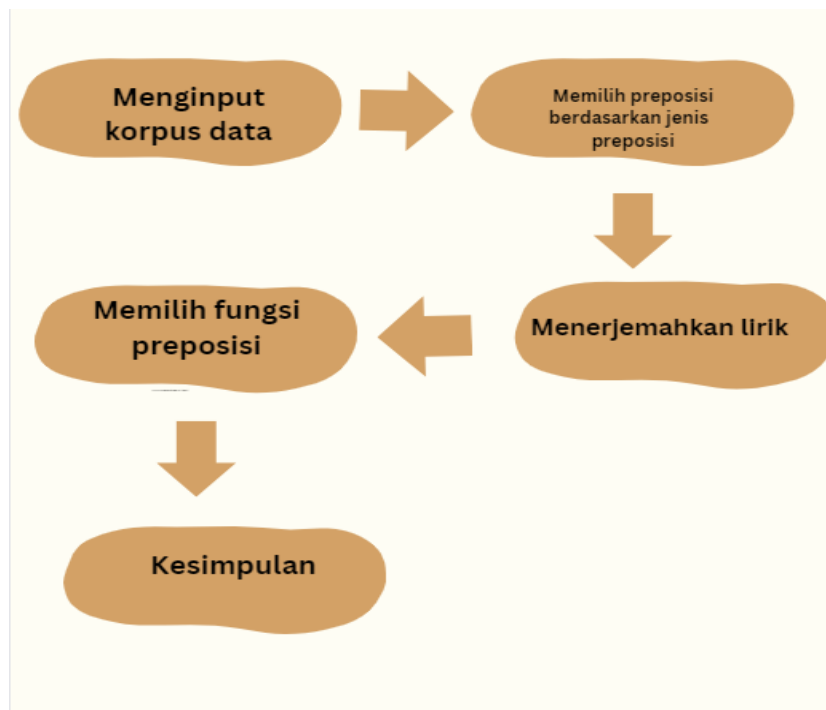 Menginput
korpus data
Memilih preposisi
berdasarkan jenis
preposisi
Menerjemahkan lirik
Memilih fungsi
preposisi
Kesimpulan